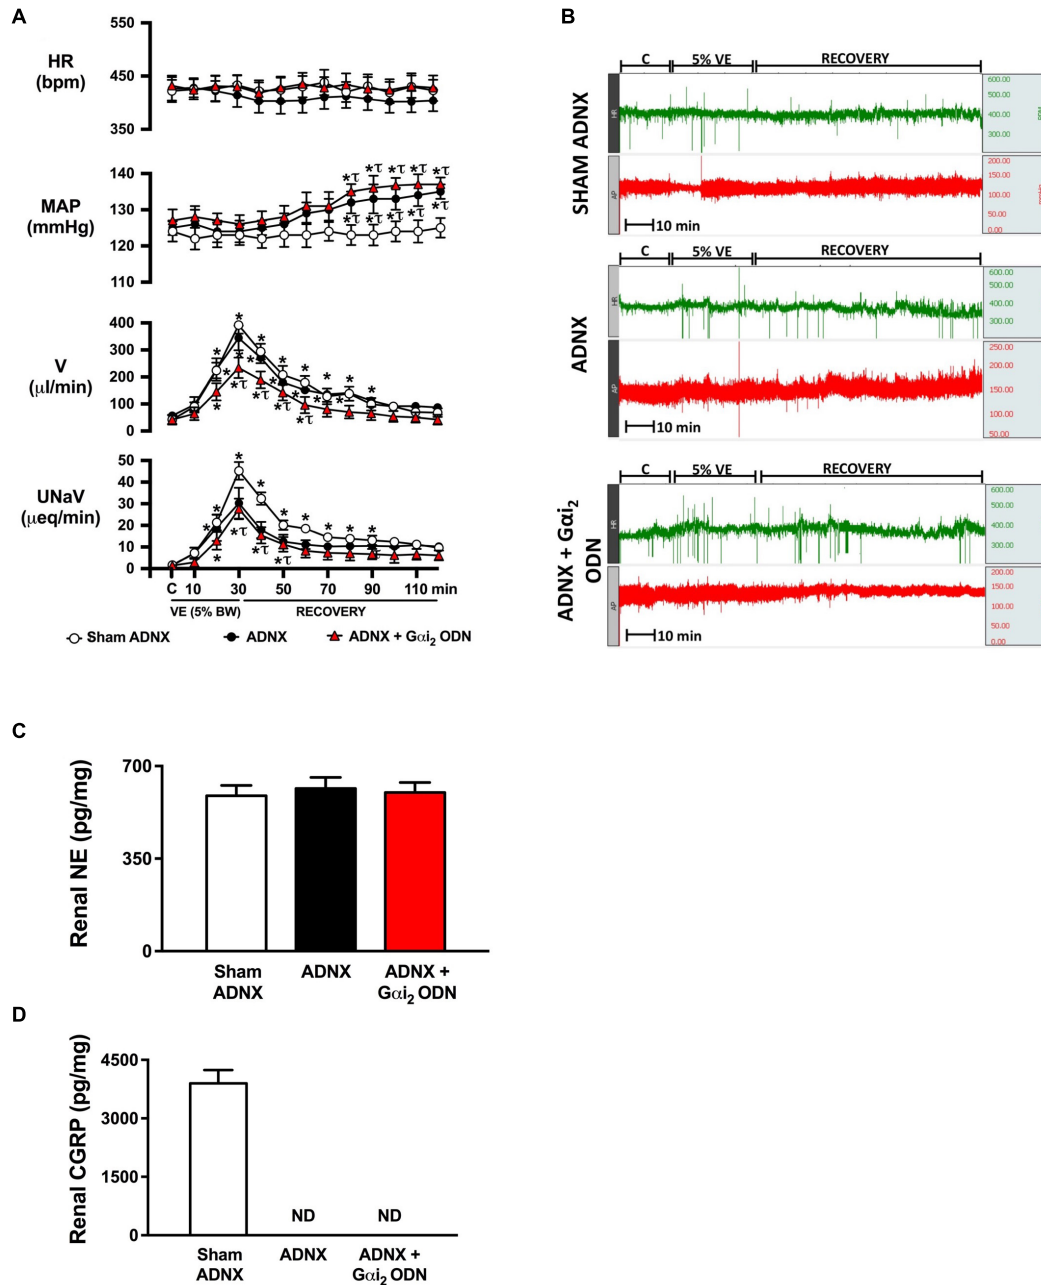 A
HR
(bpm)
550
450
350
MAP
(mmHg)
140
130
120
110
*τ *τ *τ *τ *τ
*τ *τ *τ *τ *τ
V
(μl/min)
400
300
200
100
0
UNaV
(μeq/min)
50
40
30
20
10
0
C 10 30 50 70 90 110 min
VE (5% BW) RECOVERY
Sham ADNX ADNX ADNX + Gαi2 ODN
B
SHAM ADNX
C 5% VE RECOVERY
HR
600.00
500.00
400.00
300.00
AP
200.00
150.00
100.00
50.00
0.00
10 min
ADNX
C 5% VE RECOVERY
HR
600.00
500.00
400.00
300.00
AP
250.00
200.00
150.00
100.00
50.00
10 min
ADNX + Gαi2
ODN
C 5% VE RECOVERY
HR
600.00
500.00
400.00
300.00
AP
200.00
150.00
100.00
50.00
0.00
10 min
C
Renal NE (pg/mg)
700
350
0
Sham
ADNX
ADNX
ADNX +
Gαi2 ODN
D
Renal CGRP (pg/mg)
4500
3000
1500
0
ND
ND
Sham
ADNX
ADNX
ADNX +
Gαi2 ODN